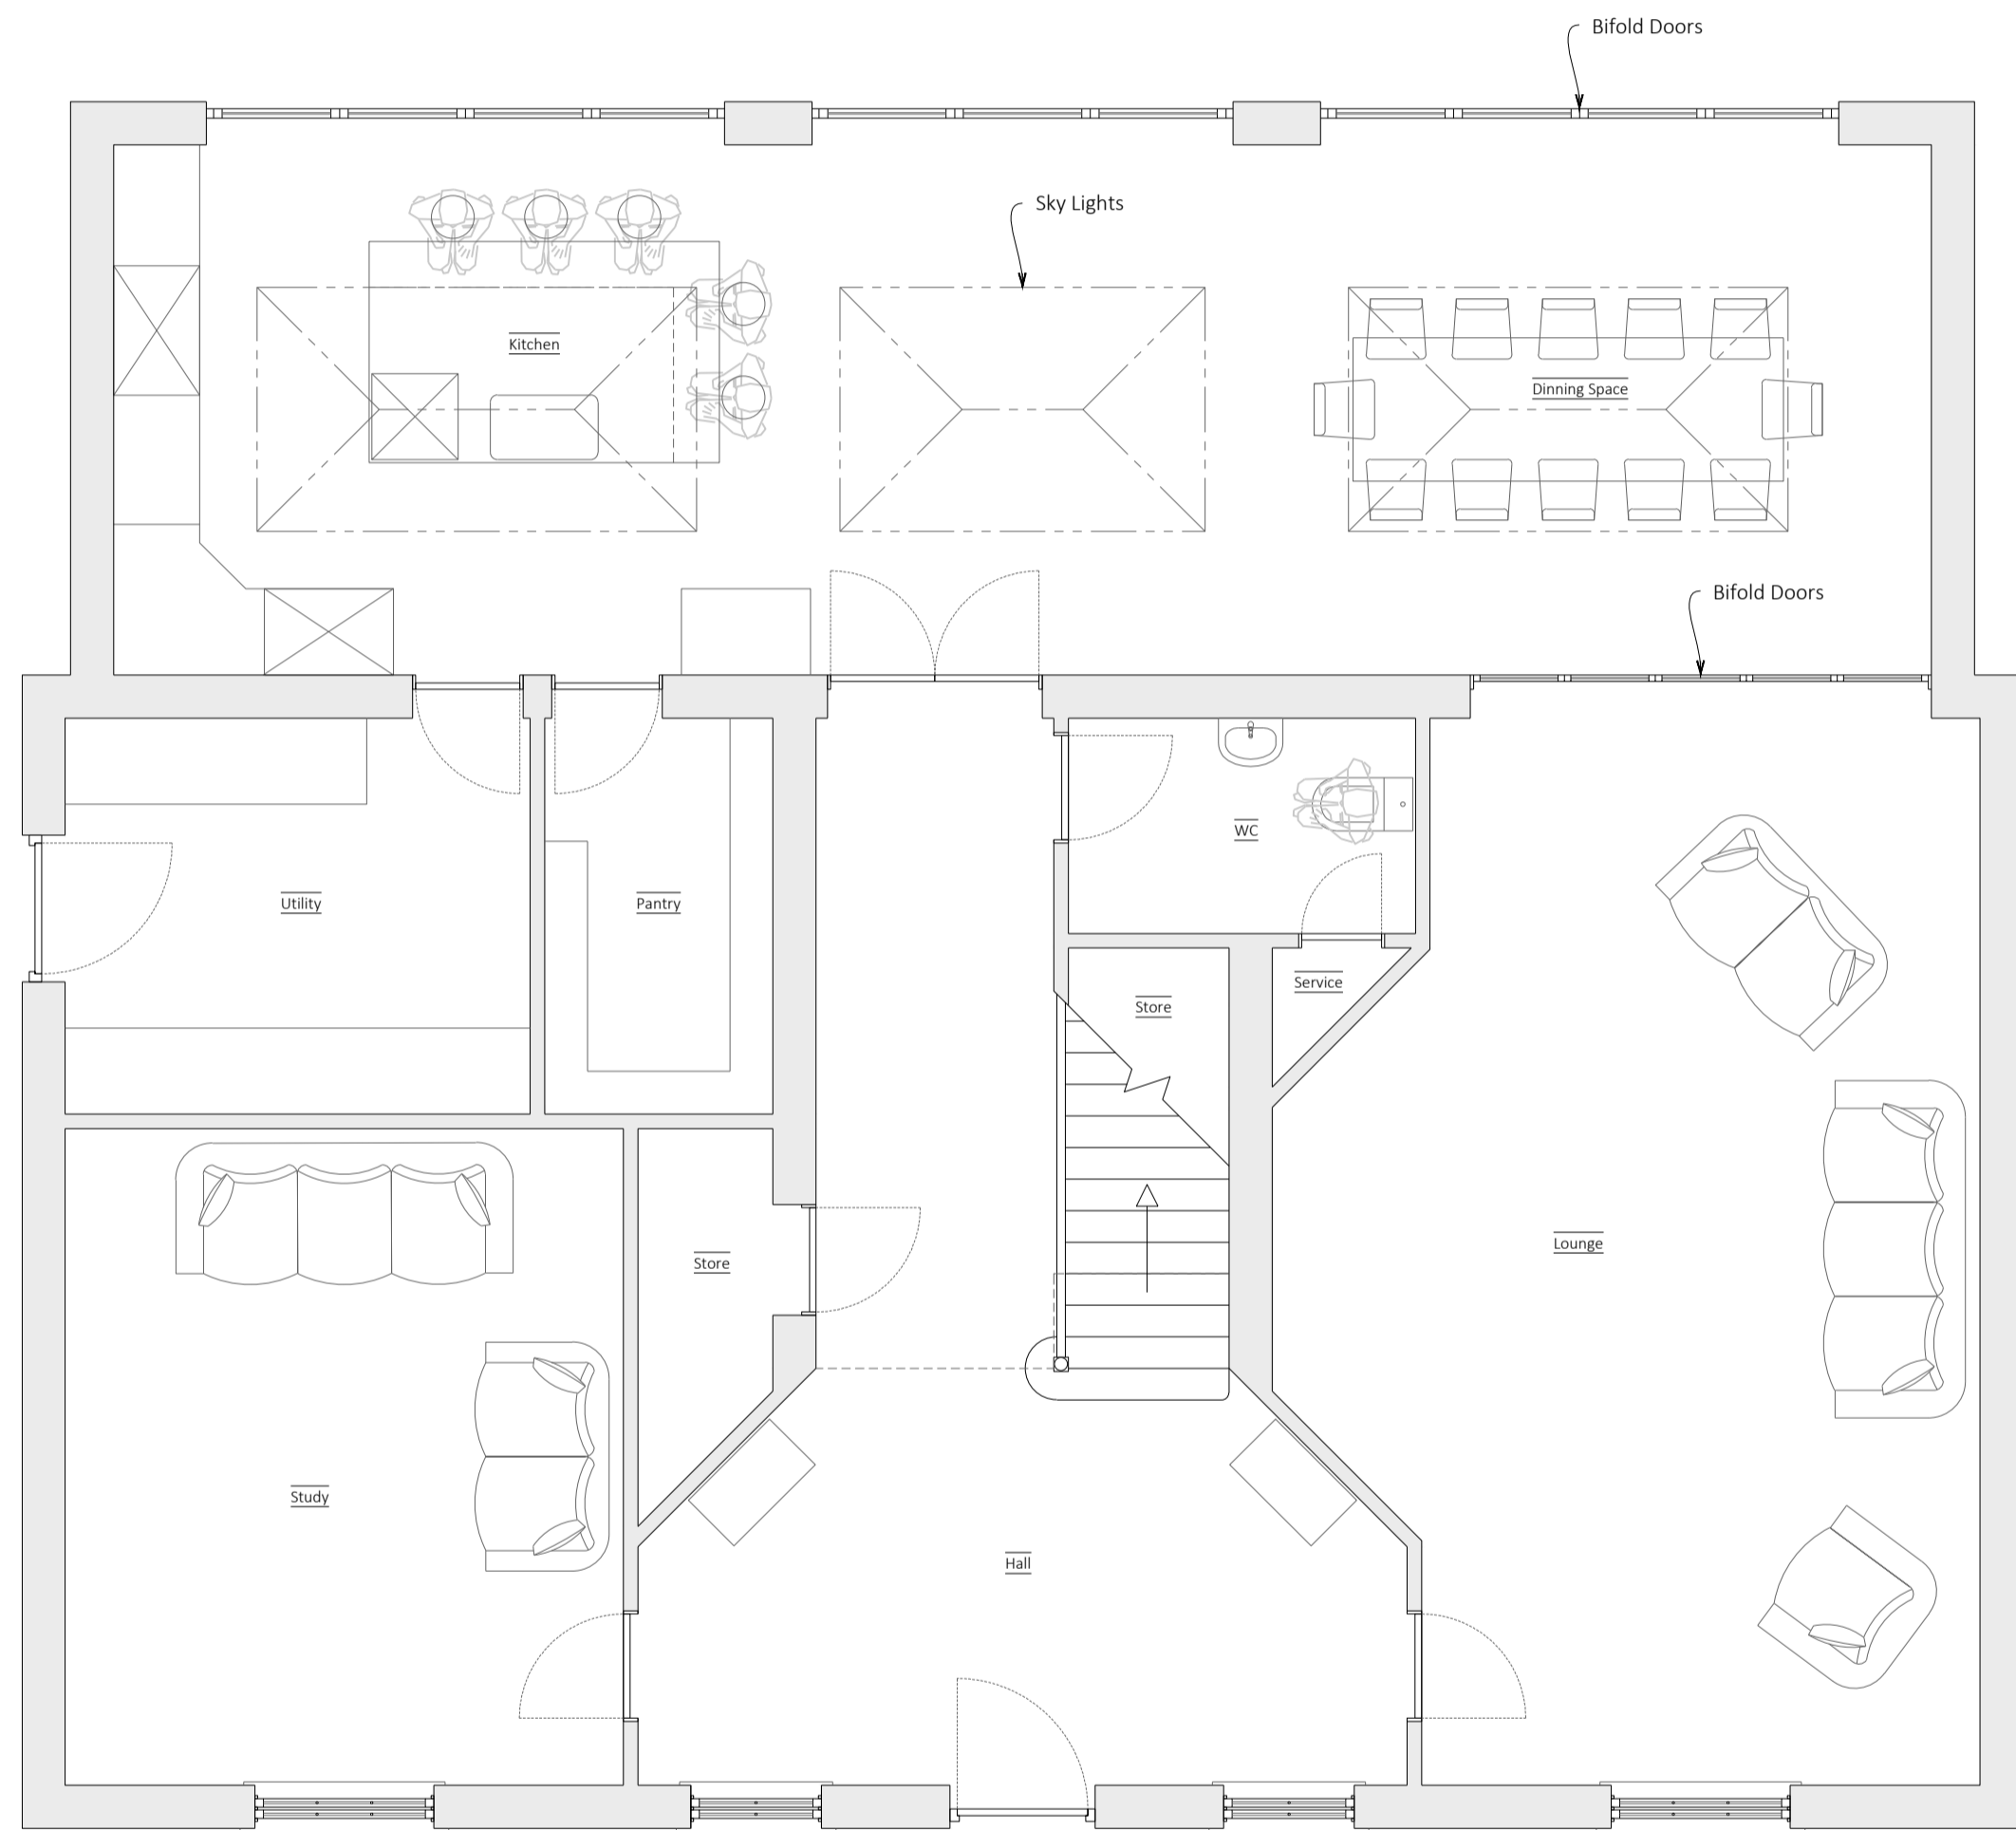 Bifold Doors
Sky Lights
Kitchen
Dinning Space
Bifold Doors
WC
Utility
Pantry
Service
Store
Lounge
Store
Study
Hall